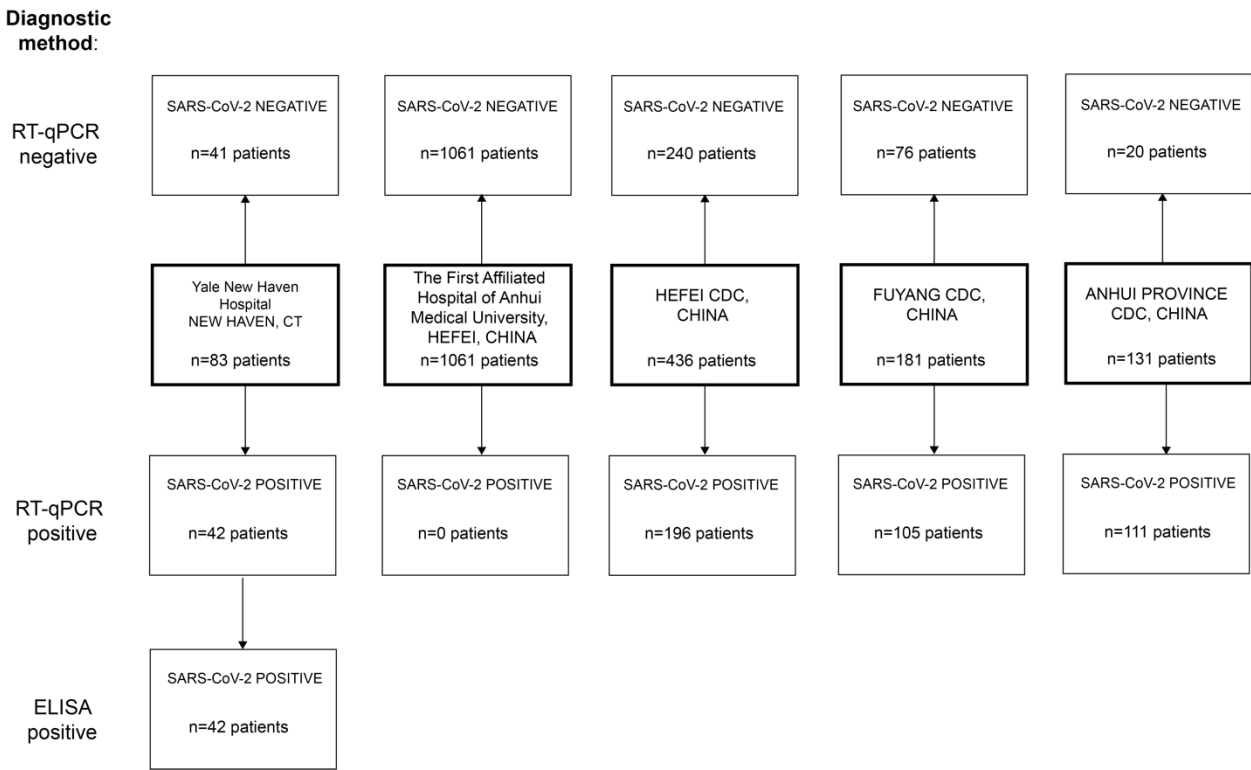 Diagnostic
method:
RT-qPCR
negative
SARS-CoV-2 NEGATIVE
n=41 patients
SARS-CoV-2 NEGATIVE
n=1061 patients
SARS-CoV-2 NEGATIVE
n=240 patients
SARS-CoV-2 NEGATIVE
n=76 patients
SARS-CoV-2 NEGATIVE
n=20 patients
Yale New Haven
Hospital
NEW HAVEN, CT
n=83 patients
The First Affiliated
Hospital of Anhui
Medical University,
HEFEI, CHINA
n=1061 patients
HEFEI CDC,
CHINA
n=436 patients
FUYANG CDC,
CHINA
n=181 patients
ANHUI PROVINCE
CDC, CHINA
n=131 patients
RT-qPCR
positive
SARS-CoV-2 POSITIVE
n=42 patients
SARS-CoV-2 POSITIVE
n=0 patients
SARS-CoV-2 POSITIVE
n=196 patients
SARS-CoV-2 POSITIVE
n=105 patients
SARS-CoV-2 POSITIVE
n=111 patients
ELISA
positive
SARS-CoV-2 POSITIVE
n=42 patients